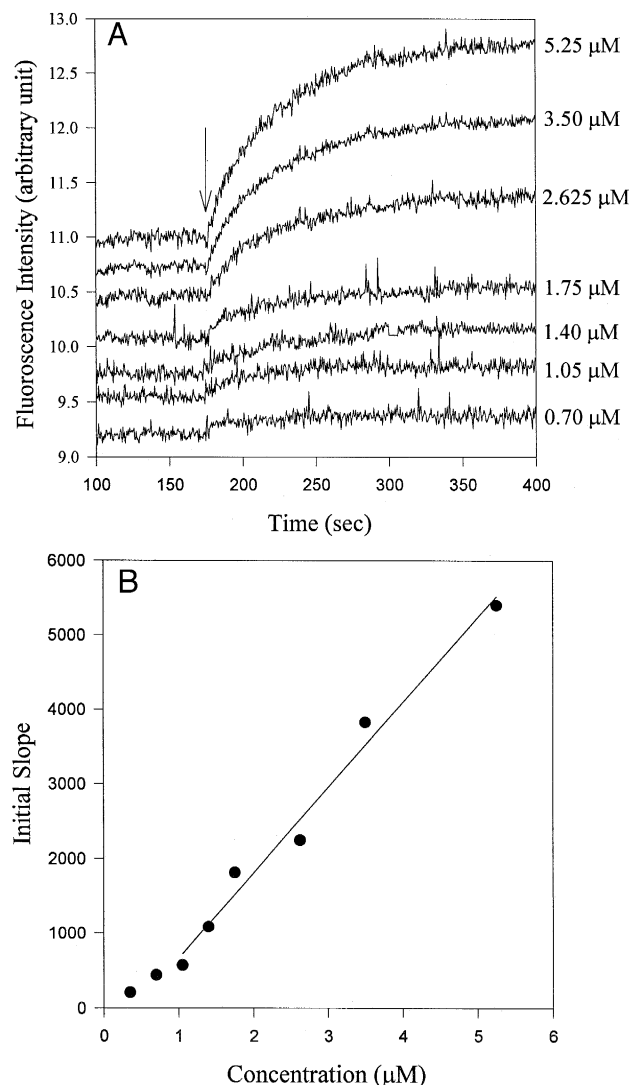 A
Fluoroscence Intensity (arbitrary unit)
13.0
12.5
12.0
11.5
11.0
10.5
10.0
9.5
9.0
5.25 μM
3.50 μM
2.625 μM
1.75 μM
1.40 μM
1.05 μM
0.70 μM
100 150 200 250 300 350 400
Time (sec)
B
Initial Slope
6000
5000
4000
3000
2000
1000
0
0 1 2 3 4 5 6
Concentration (μM)